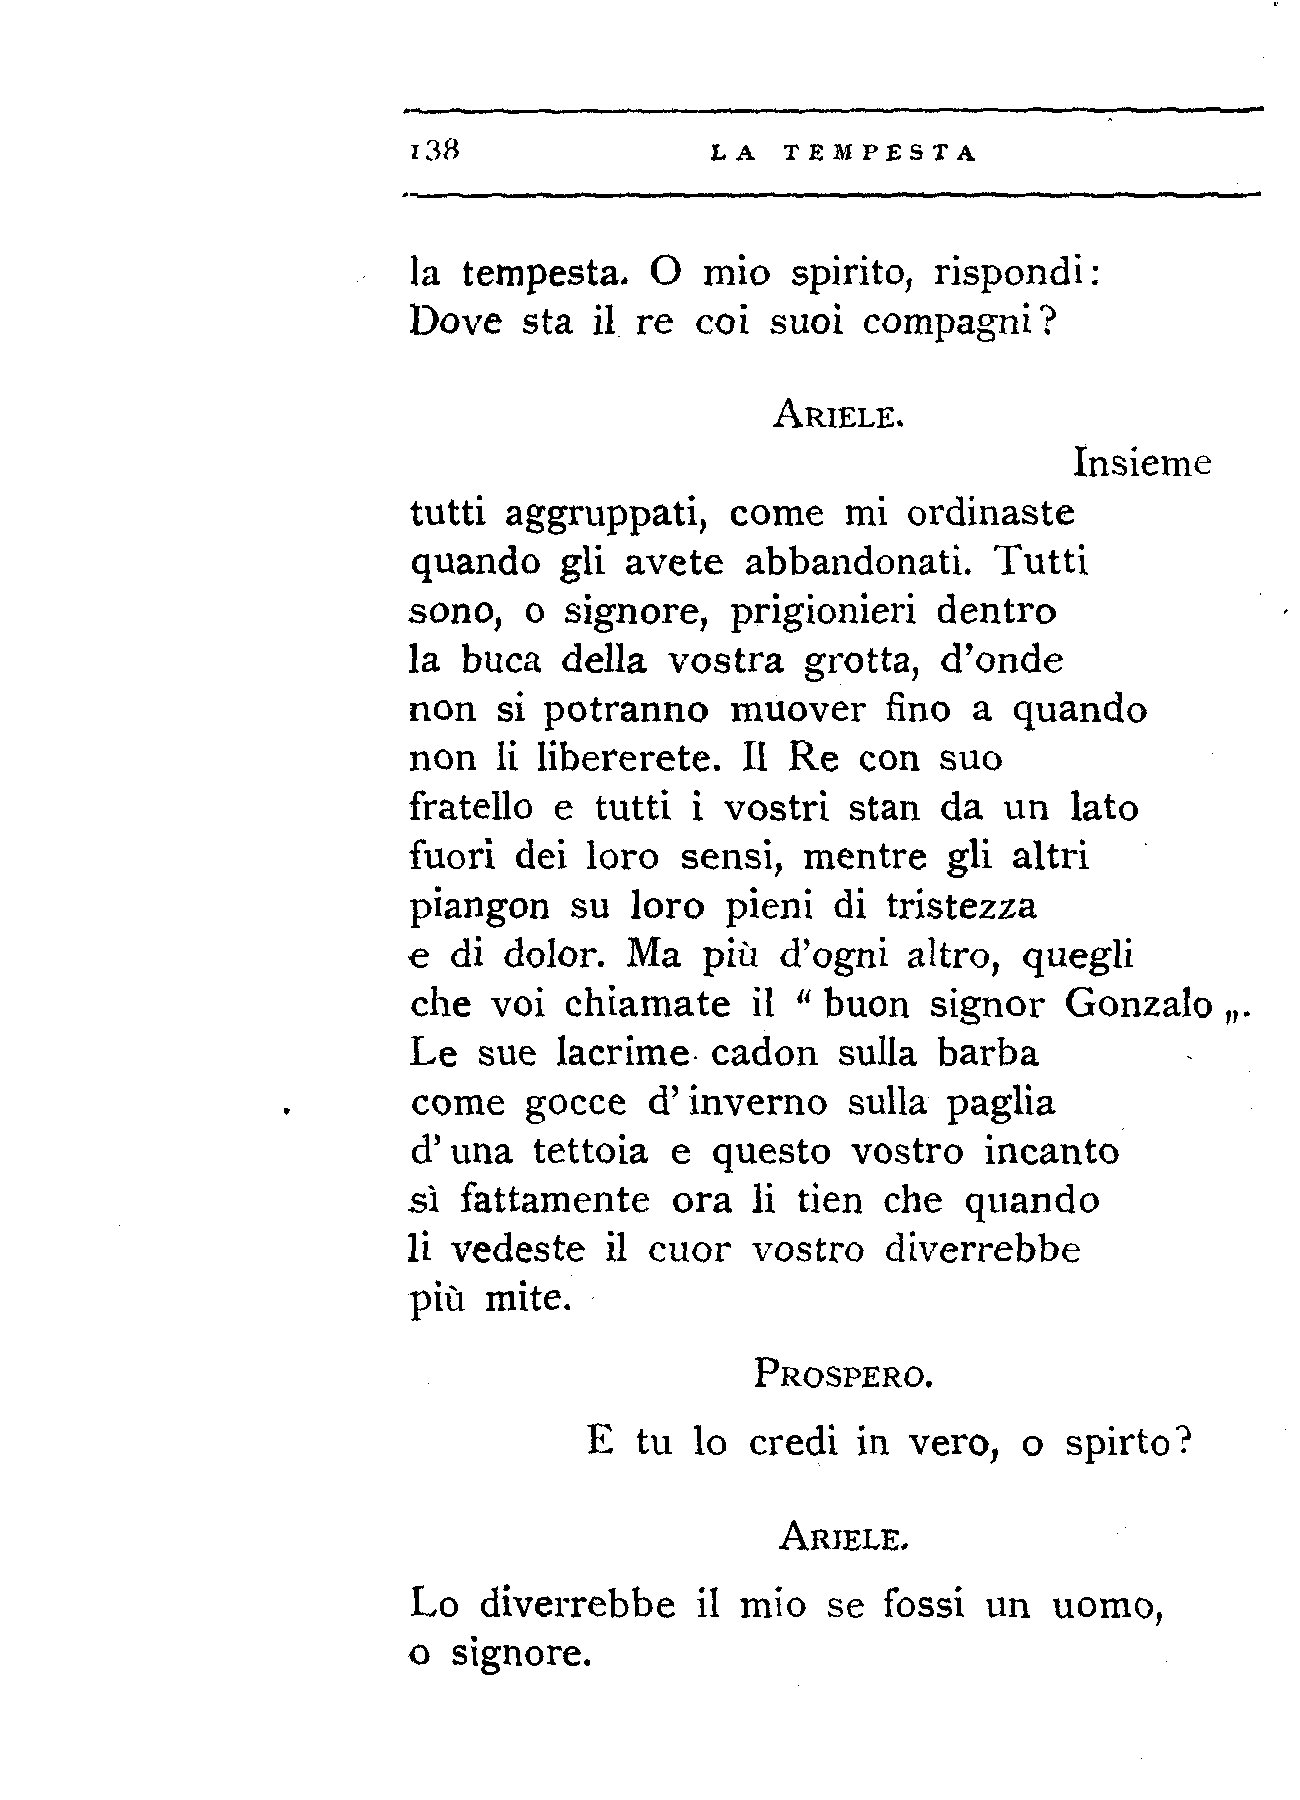 138 LA TEMPESTA
la tempesta. O mio spirito, rispondi:
Dove sta il re coi suoi compagni?
ARIELE.
Insieme
tutti aggruppati, come mi ordinaste
quando gli avete abbandonati. Tutti
sono, o signore, prigionieri dentro
la buca della vostra grotta, d'onde
non si potranno muover fino a quando
non li libererete. Il Re con suo
fratello e tutti i vostri stan da un lato
fuori dei loro sensi, mentre gli altri
piangon su loro pieni di tristezza
e di dolor. Ma più d'ogni altro, quegli
che voi chiamate il “ buon signor Gonzalo „.
Le sue lacrime cadon sulla barba
come gocce d' inverno sulla paglia
d' una tettoia e questo vostro incanto
sì fattamente ora li tien che quando
li vedeste il cuor vostro diverrebbe
più mite.
PROSPERO.
E tu lo credi in vero, o spirto?
ARIELE.
Lo diverrebbe il mio se fossi un uomo,
o signore.